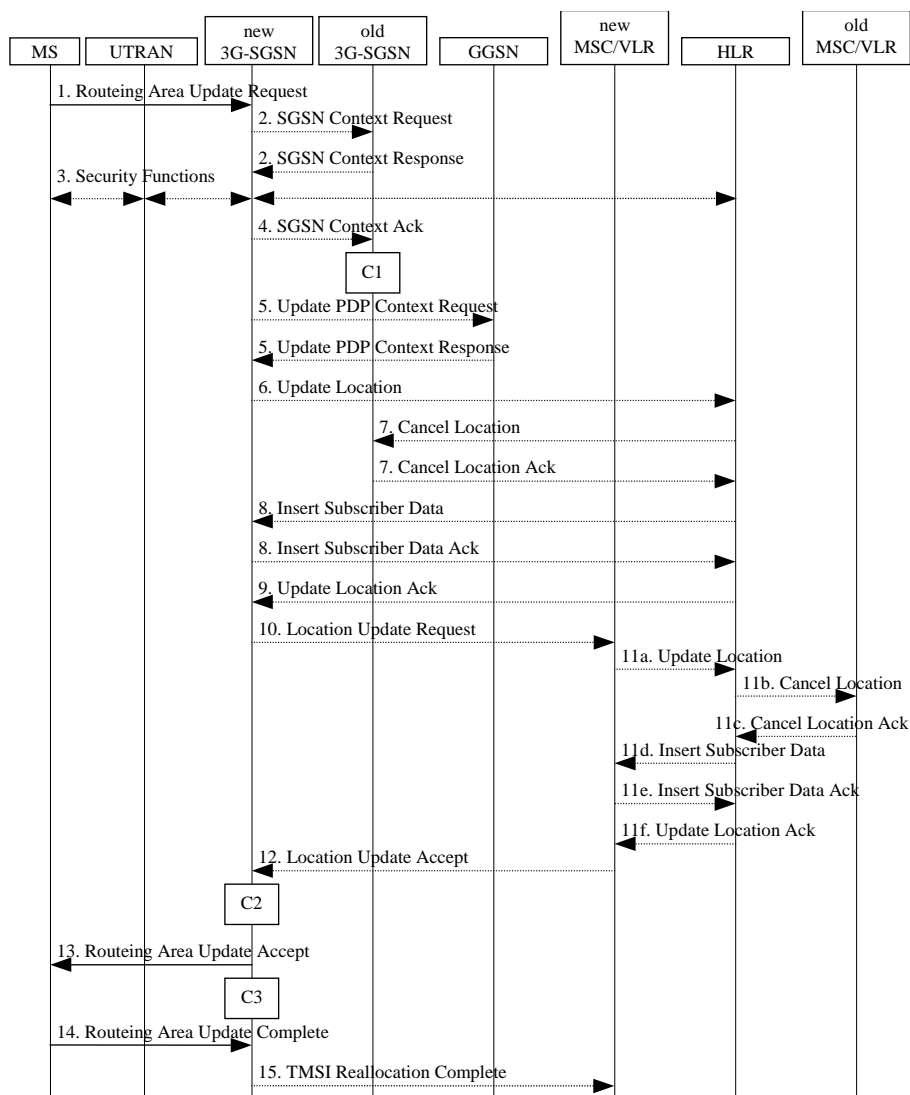 MS
UTRAN
new
3G-SGSN
old
3G-SGSN
GGSN
new
MSC/VLR
HLR
old
MSC/VLR
1. Routeing Area Update Request
2. SGSN Context Request
2. SGSN Context Response
3. Security Functions
4. SGSN Context Ack
C1
5. Update PDP Context Request
5. Update PDP Context Response
6. Update Location
7. Cancel Location
7. Cancel Location Ack
8. Insert Subscriber Data
8. Insert Subscriber Data Ack
9. Update Location Ack
10. Location Update Request
11a. Update Location
11b. Cancel Location
11c. Cancel Location Ack
11d. Insert Subscriber Data
11e. Insert Subscriber Data Ack
11f. Update Location Ack
12. Location Update Accept
C2
13. Routeing Area Update Accept
C3
14. Routeing Area Update Complete
15. TMSI Reallocation Complete